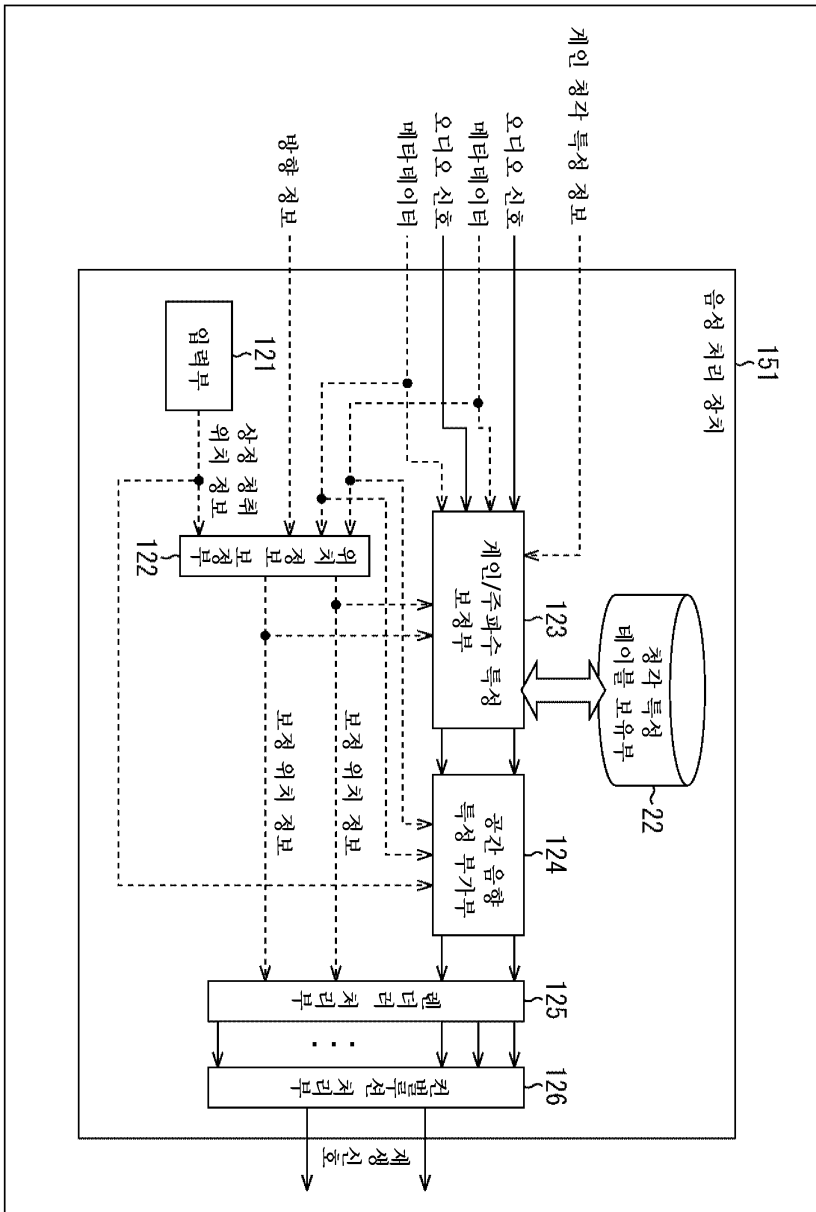 151
음성 처리 장치
개인 청각 특성 정보
오디오 신호
메타데이터
오디오 신호
메타데이터
방향 정보
청각 특성
테이블 보유부
22
123
게인/주파수 특성
보정부
124
공간 음향
특성 부가부
125
렌더러 처리부
126
컨벌루션 처리부
재생 신호
121
입력부
상정 청취
위치 정보
122
위치 정보 보정부
보정 위치 정보
보정 위치 정보